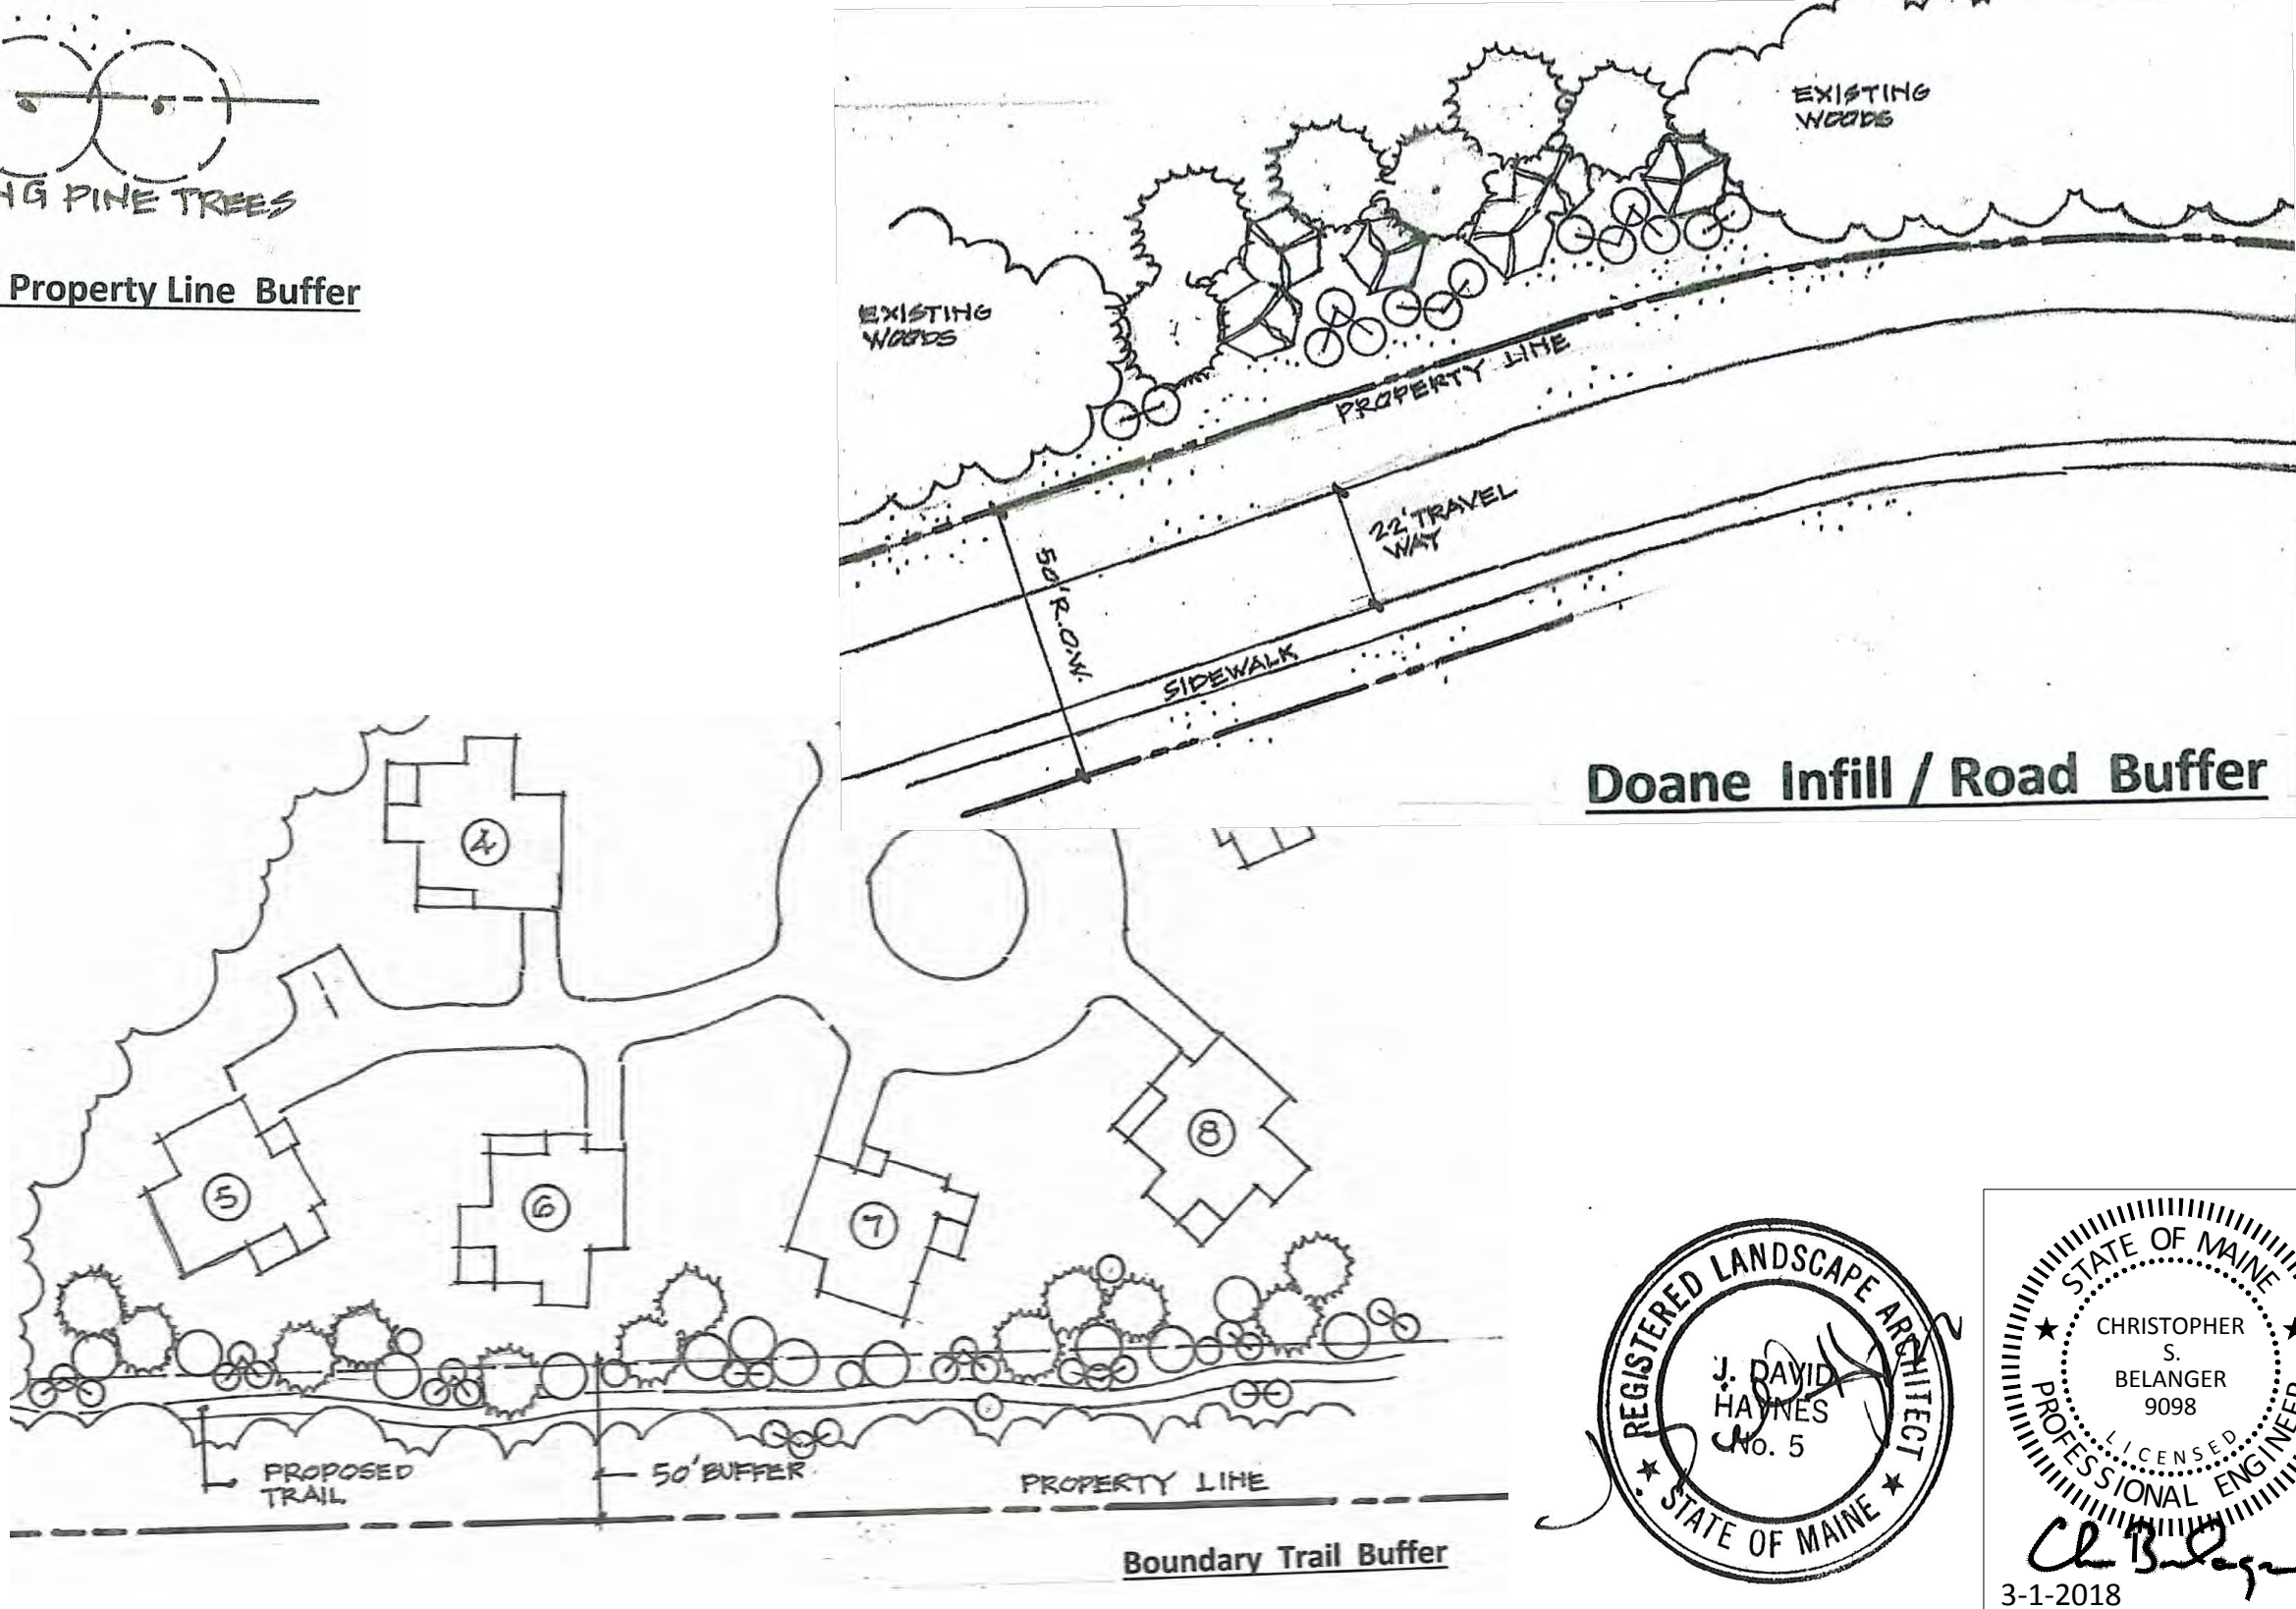 PINE TREES
Property Line Buffer
EXISTING
WOODS
EXISTING
WOODS
PROPERTY LINE
22' TRAVEL
WAY
50' R.O.W.
SIDEWALK
Doane Infill / Road Buffer
4
5
6
7
8
PROPOSED
TRAIL
50' BUFFER
PROPERTY LINE
Boundary Trail Buffer
REGISTERED LANDSCAPE ARCHITECT
J. DAVID
HAYNES
No. 5
STATE OF MAINE
STATE OF MAINE
CHRISTOPHER
S.
BELANGER
9098
LICENSED
PROFESSIONAL ENGINEER
3-1-2018